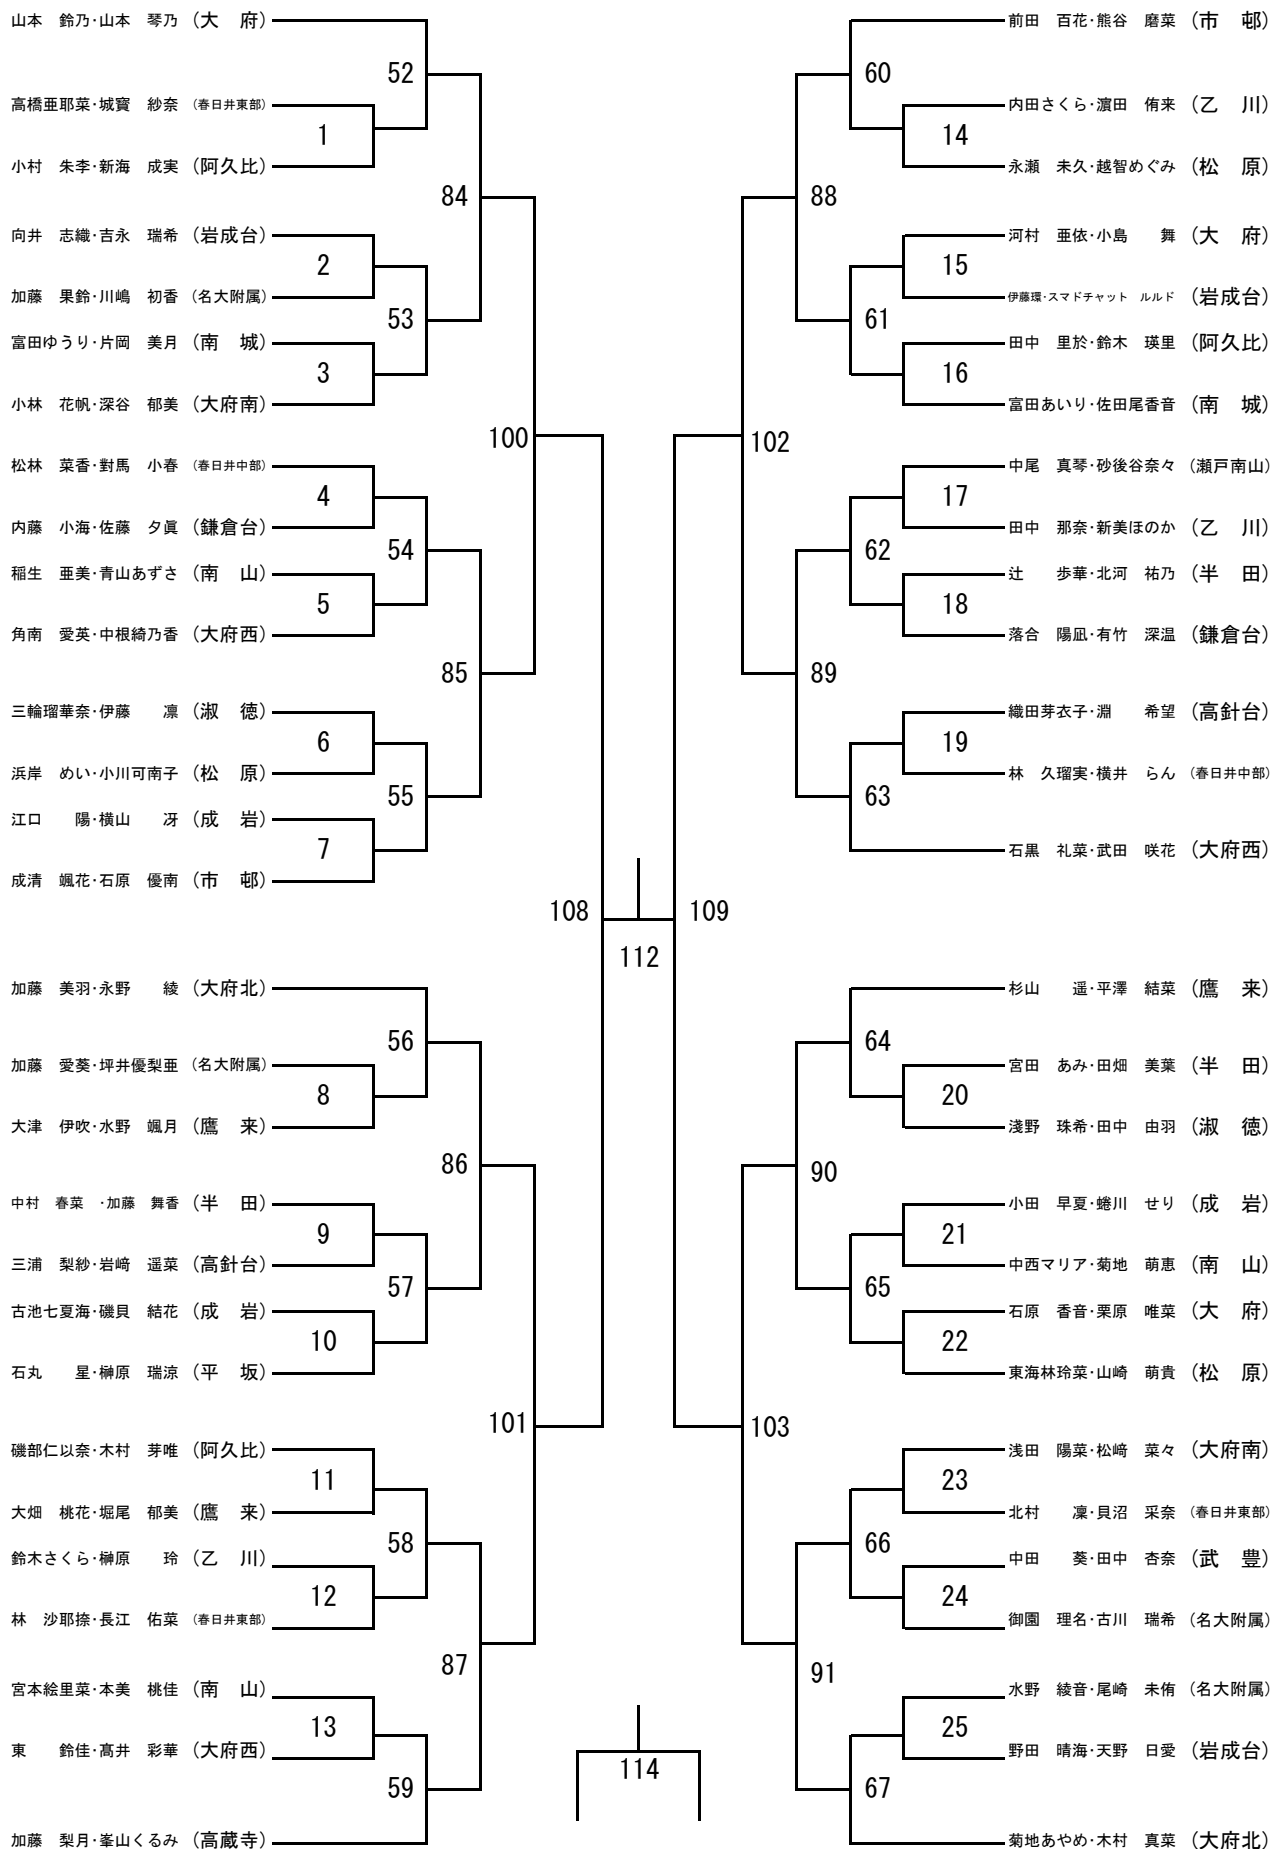 山本　鈴乃・山本　琴乃 （大　府）
52
高橋亜耶菜・城寳　紗奈 （春日井東部）
1
小村　朱李・新海　成実 （阿久比）
84
向井　志織・吉永　瑞希 （岩成台）
2
加藤　果鈴・川嶋　初香 （名大附属）
53
富田ゆうり・片岡　美月 （南　城）
3
小林　花帆・深谷　郁美 （大府南）
100
松林　菜香・對馬　小春 （春日井中部）
4
内藤　小海・佐藤　夕眞 （鎌倉台）
54
稲生　亜美・青山あずさ （南　山）
5
角南　愛英・中根綺乃香 （大府西）
85
三輪瑠華奈・伊藤　　凛 （淑　徳）
6
浜岸　めい・小川可南子 （松　原）
55
江口　　陽・横山　　冴 （成　岩）
7
成清　颯花・石原　優南 （市　邨）
108
加藤　美羽・永野　　綾 （大府北）
56
加藤　愛葵・坪井優梨亜 （名大附属）
8
大津　伊吹・水野　颯月 （鷹　来）
86
中村　春菜　・加藤　舞香 （半　田）
9
三浦　梨紗・岩﨑　遥菜 （高針台）
57
古池七夏海・磯貝　結花 （成　岩）
10
石丸　　星・榊原　瑞涼 （平　坂）
101
磯部仁以奈・木村　芽唯 （阿久比）
11
大畑　桃花・堀尾　郁美 （鷹　来）
58
鈴木さくら・榊原　　玲 （乙　川）
12
林　沙耶捺・長江　佑菜 （春日井東部）
87
宮本絵里菜・本美　桃佳 （南　山）
13
東　　鈴佳・髙井　彩華 （大府西）
59
加藤　梨月・峯山くるみ （高蔵寺）
112
114
前田　百花・熊谷　磨菜 （市　邨）
60
内田さくら・濵田　侑来 （乙　川）
14
永瀬　未久・越智めぐみ （松　原）
88
河村　亜依・小島　　舞 （大　府）
15
伊藤環・スマドチャット　ルルド （岩成台）
61
田中　里於・鈴木　瑛里 （阿久比）
16
富田あいり・佐田尾香音 （南　城）
102
中尾　真琴・砂後谷奈々 （瀬戸南山）
17
田中　那奈・新美ほのか （乙　川）
62
辻　　歩華・北河　祐乃 （半　田）
18
落合　陽凪・有竹　深温 （鎌倉台）
89
織田芽衣子・淵　　希望 （高針台）
19
林　久瑠実・横井　らん （春日井中部）
63
石黒　礼菜・武田　咲花 （大府西）
109
杉山　　遥・平澤　結菜 （鷹　来）
64
宮田　あみ・田畑　美葉 （半　田）
20
淺野　珠希・田中　由羽 （淑　徳）
90
小田　早夏・蜷川　せり （成　岩）
21
中西マリア・菊地　萌恵 （南　山）
65
石原　香音・栗原　唯菜 （大　府）
22
東海林玲菜・山崎　萌貴 （松　原）
103
浅田　陽菜・松﨑　菜々 （大府南）
23
北村　　凜・貝沼　采奈 （春日井東部）
66
中田　　葵・田中　杏奈 （武　豊）
24
御園　理名・古川　瑞希 （名大附属）
91
水野　綾音・尾崎　未侑 （名大附属）
25
野田　晴海・天野　日愛 （岩成台）
67
菊地あやめ・木村　真菜 （大府北）